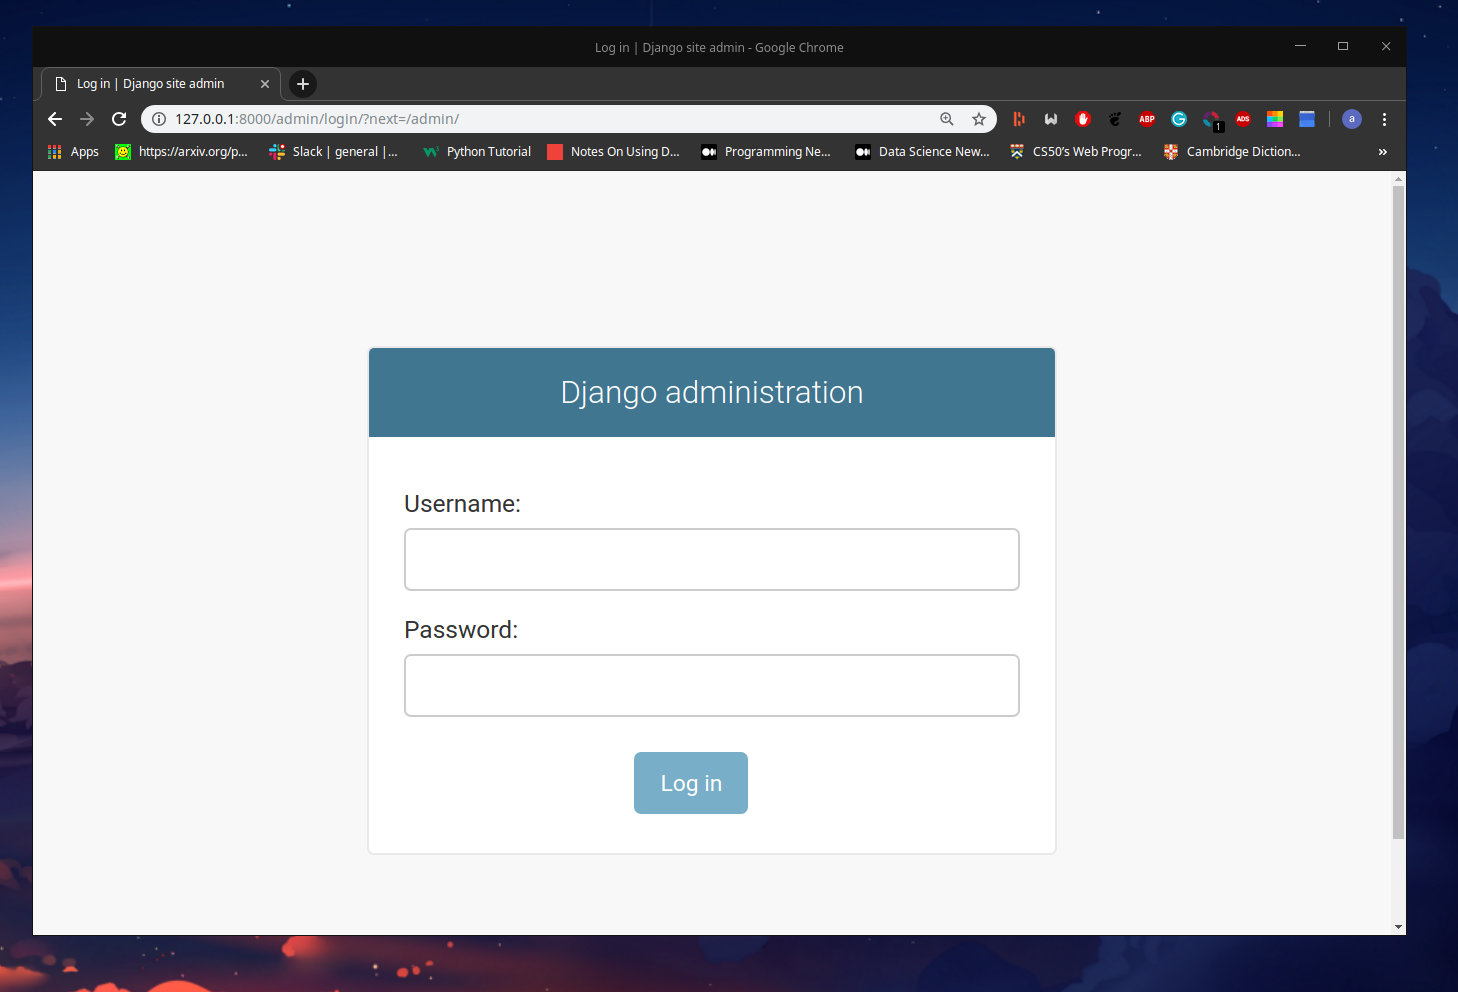 Log in | Django site admin - Google Chrome
Log in | Django site admin
127.0.0.1:8000/admin/login/?next=/admin/
ABP
ADS
1
a
Apps
https://arxiv.org/p...
Slack | general |...
Python Tutorial
Notes On Using D...
Programming Ne...
Data Science New...
CS50's Web Progr...
Cambridge Diction...
»
Django administration
Username:
Password:
Log in